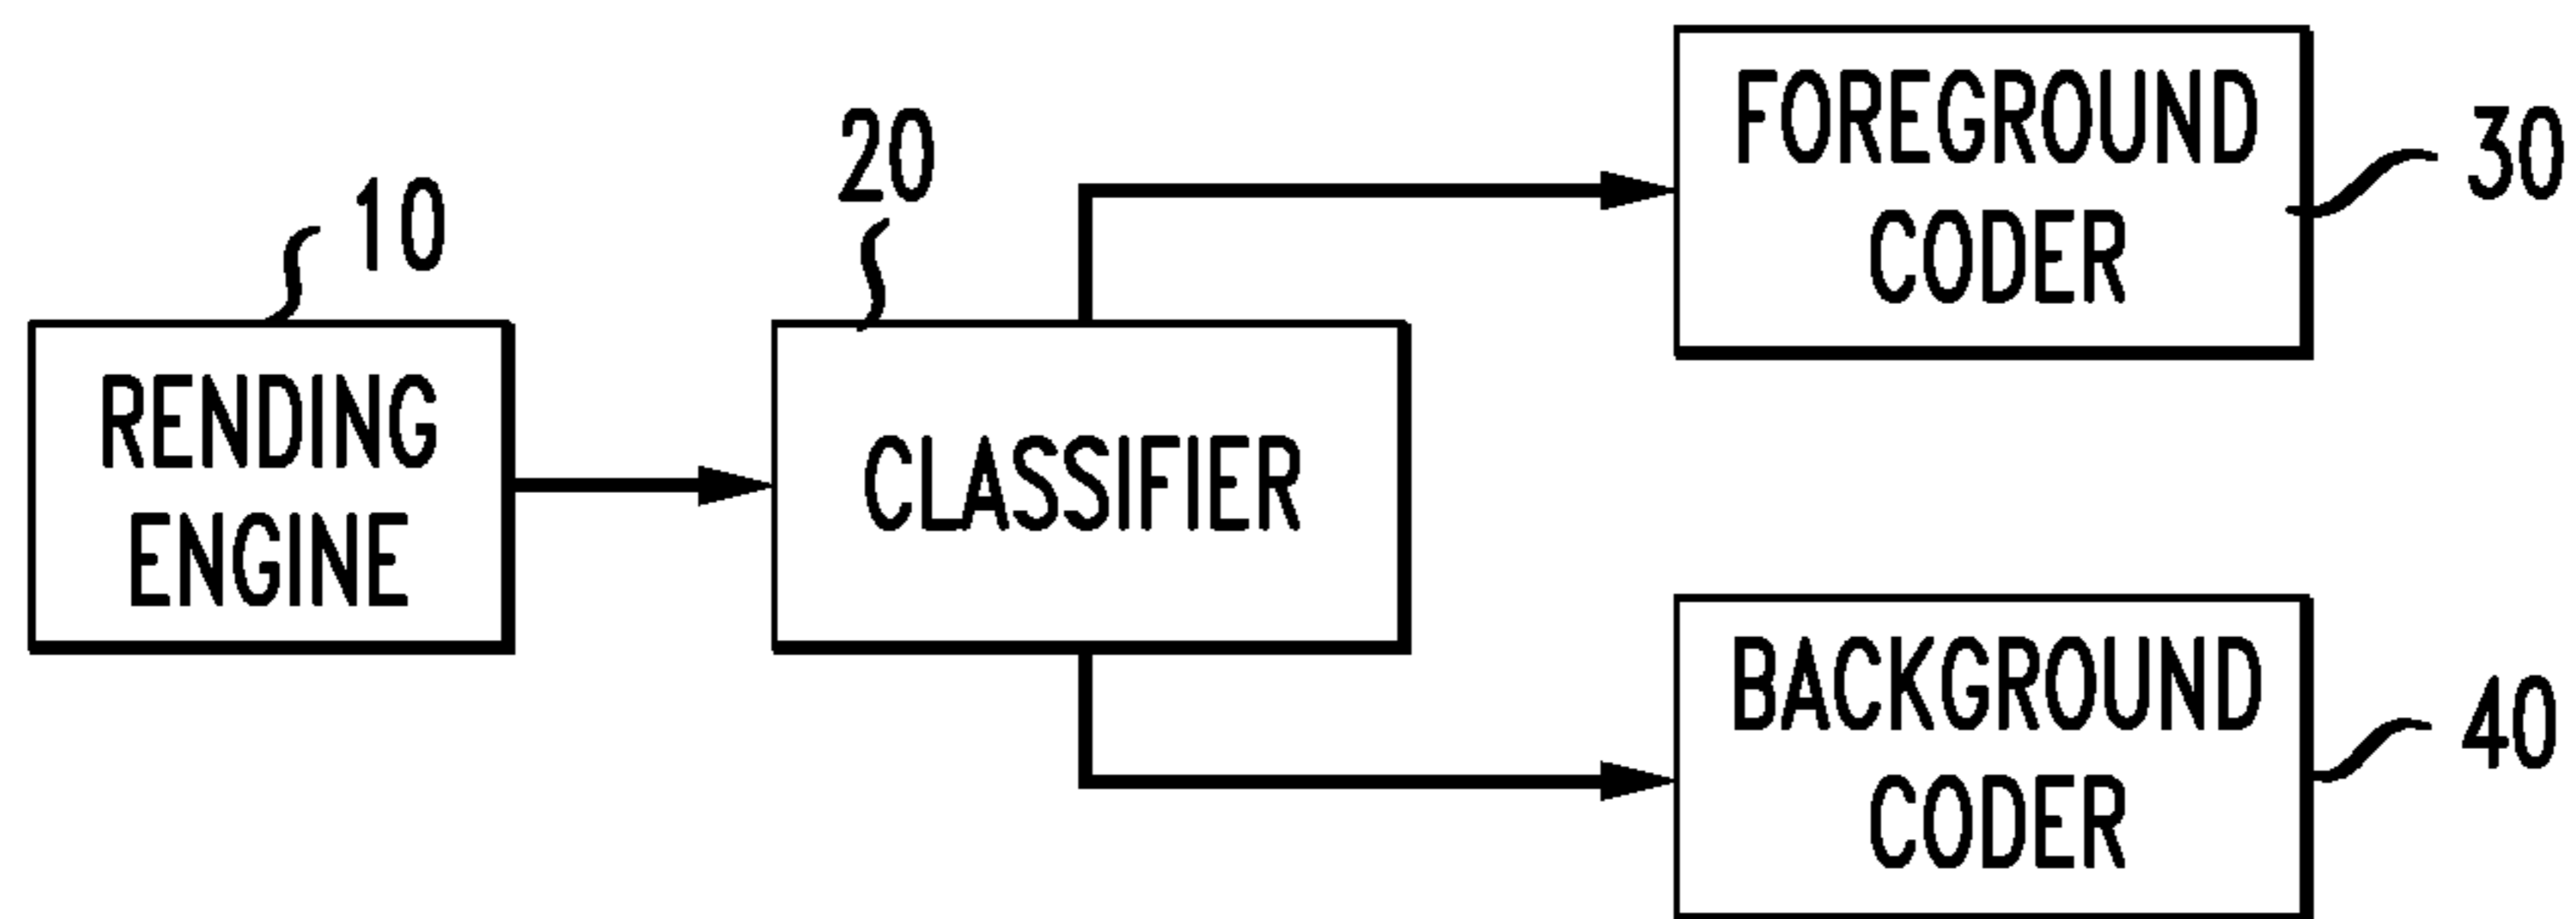 10
RENDING
ENGINE
20
CLASSIFIER
FOREGROUND
CODER
30
BACKGROUND
CODER
40